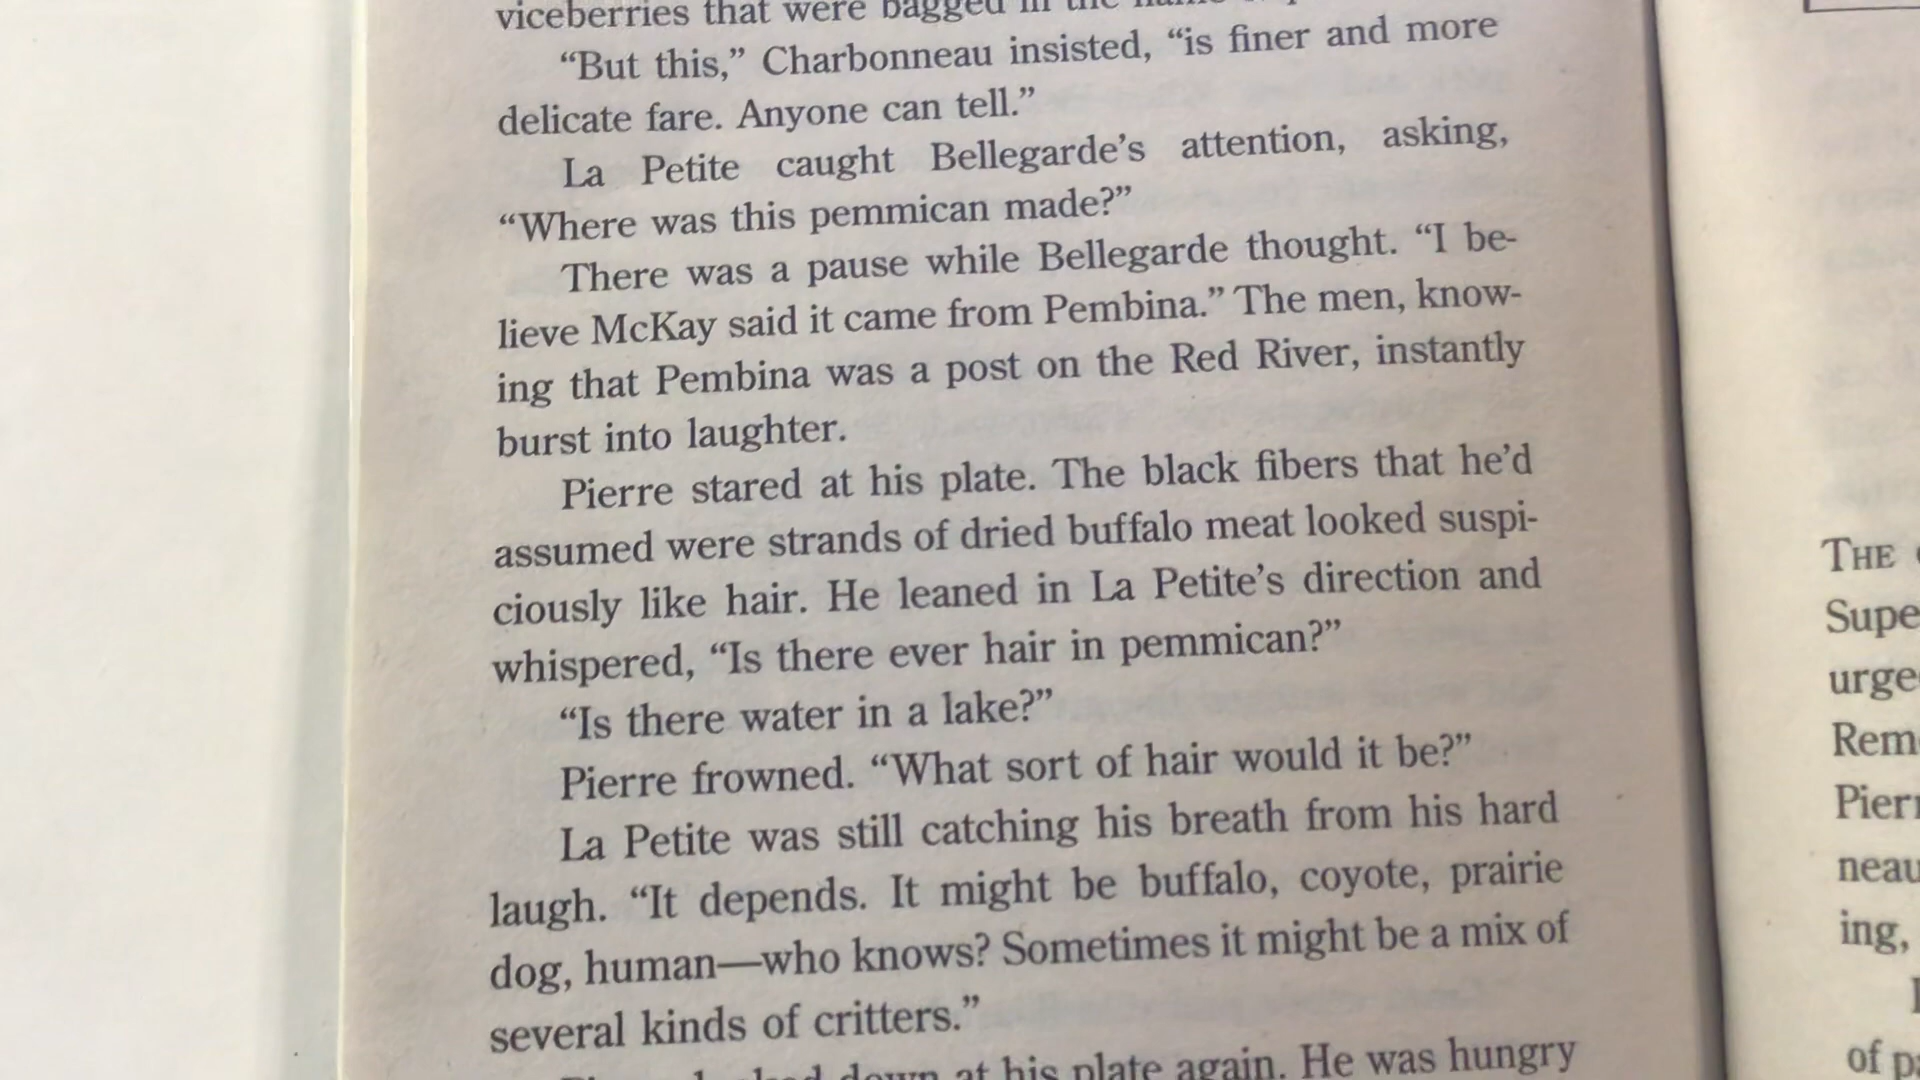 viceberries that were bagged in the
“But this,” Charbonneau insisted, “is finer and more
delicate fare. Anyone can tell.”
La Petite caught Bellegarde’s attention, asking,
“Where was this pemmican made?”
There was a pause while Bellegarde thought. “I be-
lieve McKay said it came from Pembina.” The men, know-
ing that Pembina was a post on the Red River, instantly
burst into laughter.
Pierre stared at his plate. The black fibers that he’d
assumed were strands of dried buffalo meat looked suspi-
ciously like hair. He leaned in La Petite’s direction and
whispered, “Is there ever hair in pemmican?”
“Is there water in a lake?”
Pierre frowned. “What sort of hair would it be?”
La Petite was still catching his breath from his hard
laugh. “It depends. It might be buffalo, coyote, prairie
dog, human—who knows? Sometimes it might be a mix of
several kinds of critters.”
down at his plate again. He was hungry
THE
Supe
urge
Rem
Pier
neau
ing,
of p